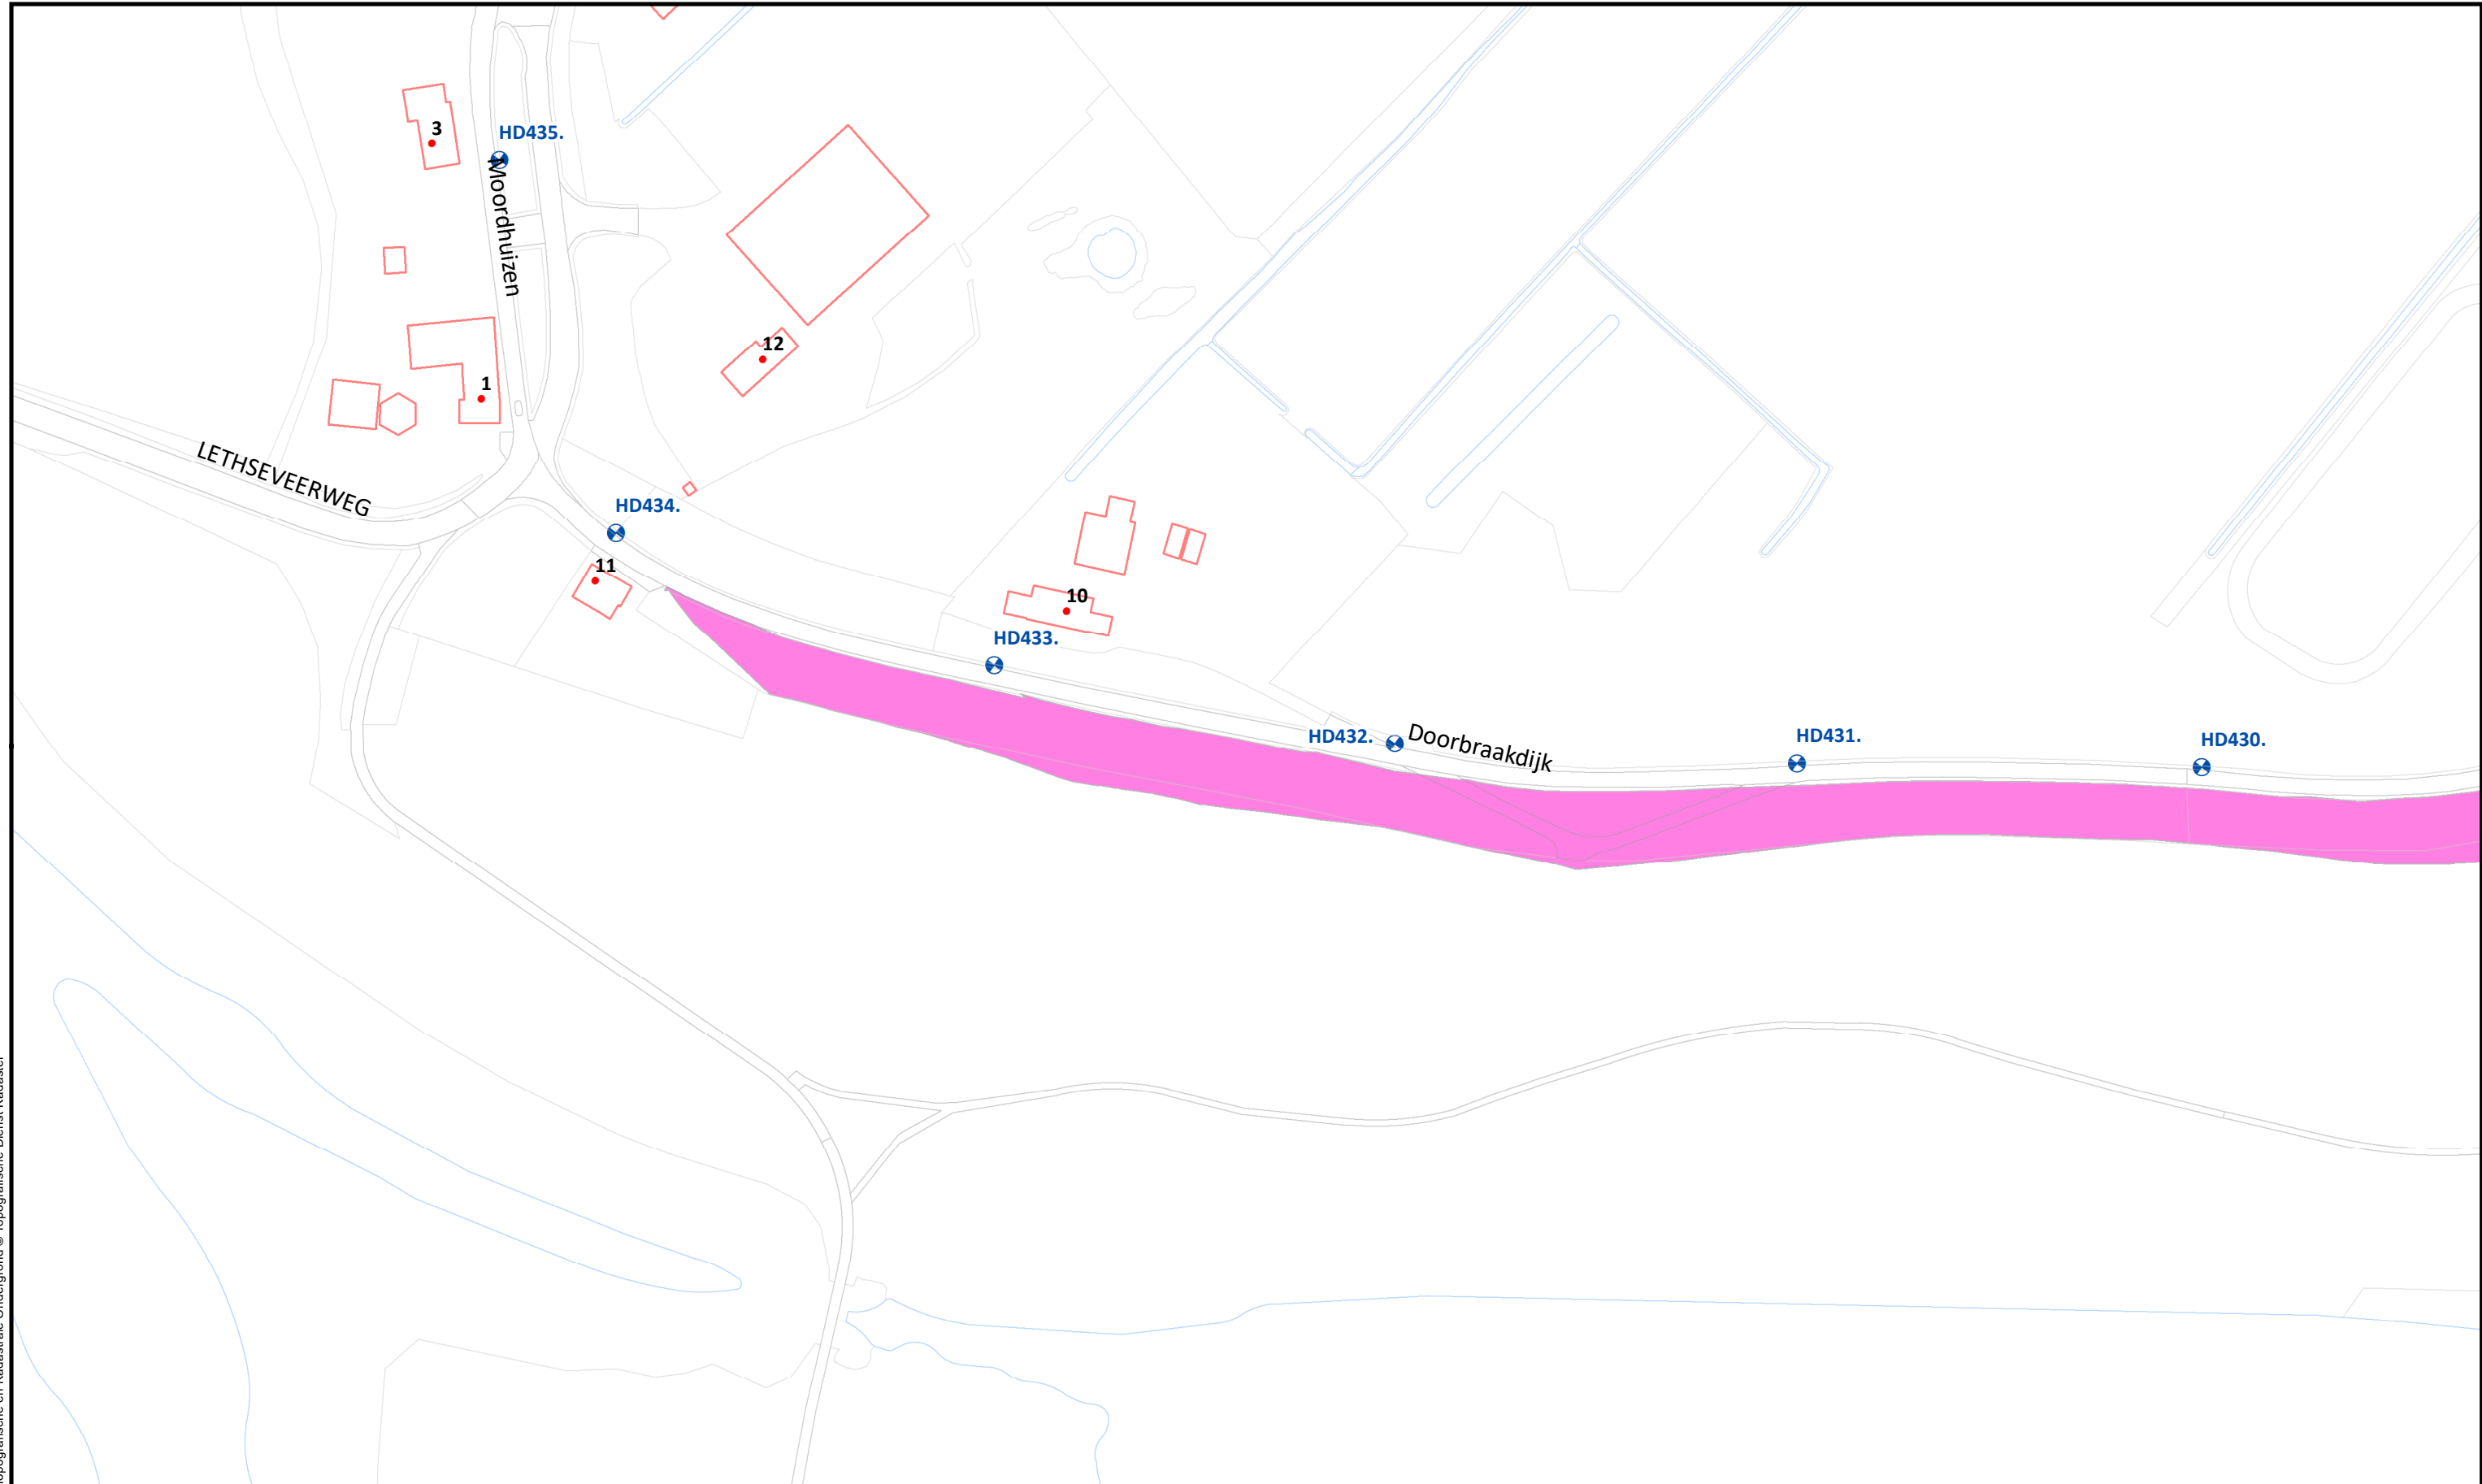 3
HD435.
Moordhuizen
12
1
LETHSEVEERWEG
HD434.
11
10
HD433.
HD432.
Doorbraakdijk
HD431.
HD430.